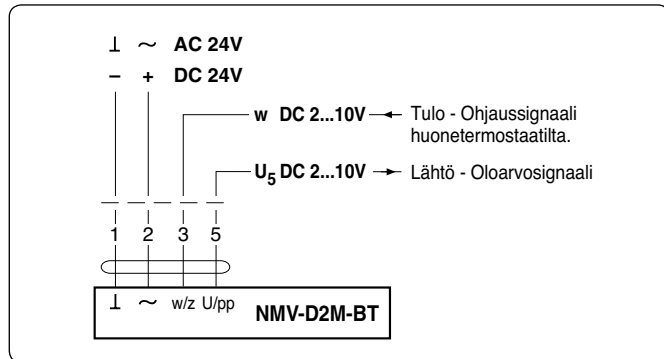 ⊥ ~ AC 24V
– + DC 24V
w DC 2...10V Tulo - Ohjaussignaali
huonetermostaatilta.
U5 DC 2...10V Lähtö - Oloarvosignaali
1 2 3 5
⊥ ~ w/z U/pp NMV-D2M-BT